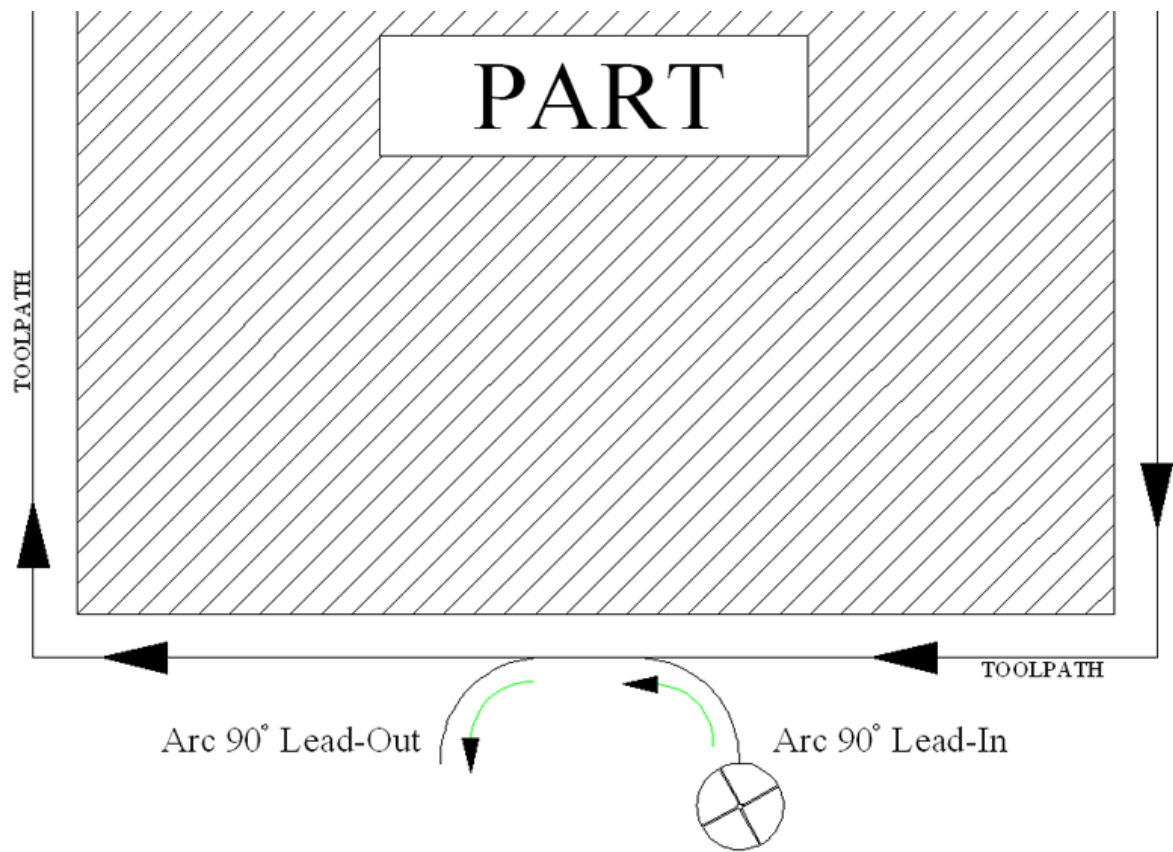 PART
TOOLPATH
TOOLPATH
Arc 90° Lead-Out
Arc 90° Lead-In